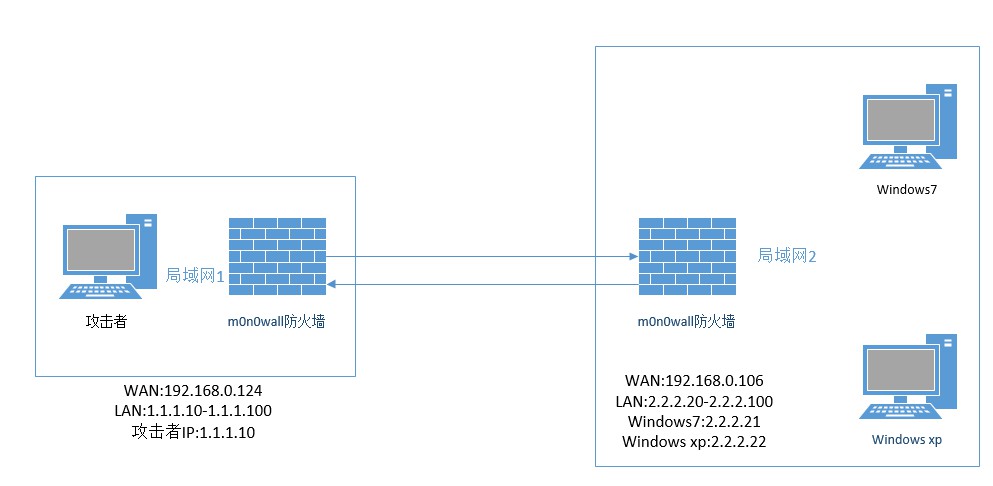 局域网1
攻击者
m0n0wall防火墙
WAN:192.168.0.124
LAN:1.1.1.10-1.1.1.100
攻击者IP:1.1.1.10
Windows7
局域网2
m0n0wall防火墙
WAN:192.168.0.106
LAN:2.2.2.20-2.2.2.100
Windows7:2.2.2.21
Windows xp:2.2.2.22
Windows xp